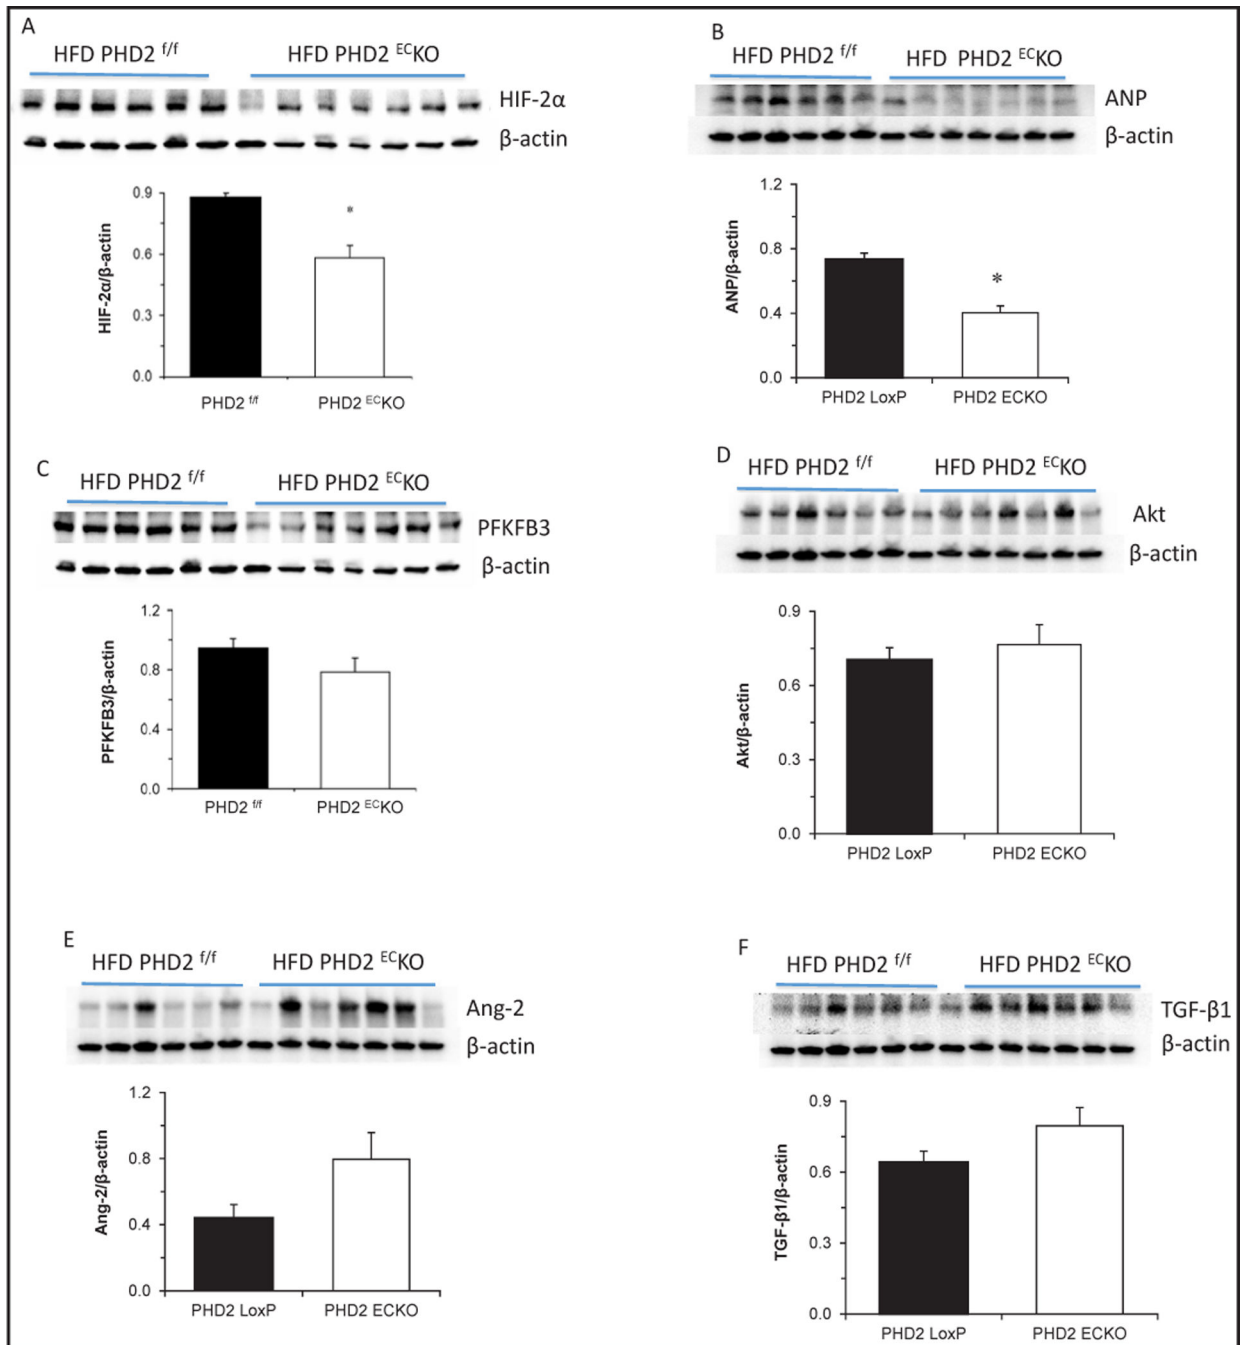 A
HFD PHD2 f/f
HFD PHD2 ECKO
HIF-2α
β-actin
HIF-2α/β-actin
0.9
0.6
0.3
0.0
*
PHD2 f/f
PHD2 ECKO
B
HFD PHD2 f/f
HFD PHD2 ECKO
ANP
β-actin
ANP/β-actin
1.2
0.8
0.4
0.0
*
PHD2 LoxP
PHD2 ECKO
C
HFD PHD2 f/f
HFD PHD2 ECKO
PFKFB3
β-actin
PFKFB3/β-actin
1.2
0.8
0.4
0.0
PHD2 f/f
PHD2 ECKO
D
HFD PHD2 f/f
HFD PHD2 ECKO
Akt
β-actin
Akt/β-actin
0.9
0.6
0.3
0.0
PHD2 LoxP
PHD2 ECKO
E
HFD PHD2 f/f
HFD PHD2 ECKO
Ang-2
β-actin
Ang-2/β-actin
1.2
0.8
0.4
0.0
PHD2 LoxP
PHD2 ECKO
F
HFD PHD2 f/f
HFD PHD2 ECKO
TGF-β1
β-actin
TGF-β1/β-actin
0.9
0.6
0.3
0.0
PHD2 LoxP
PHD2 ECKO